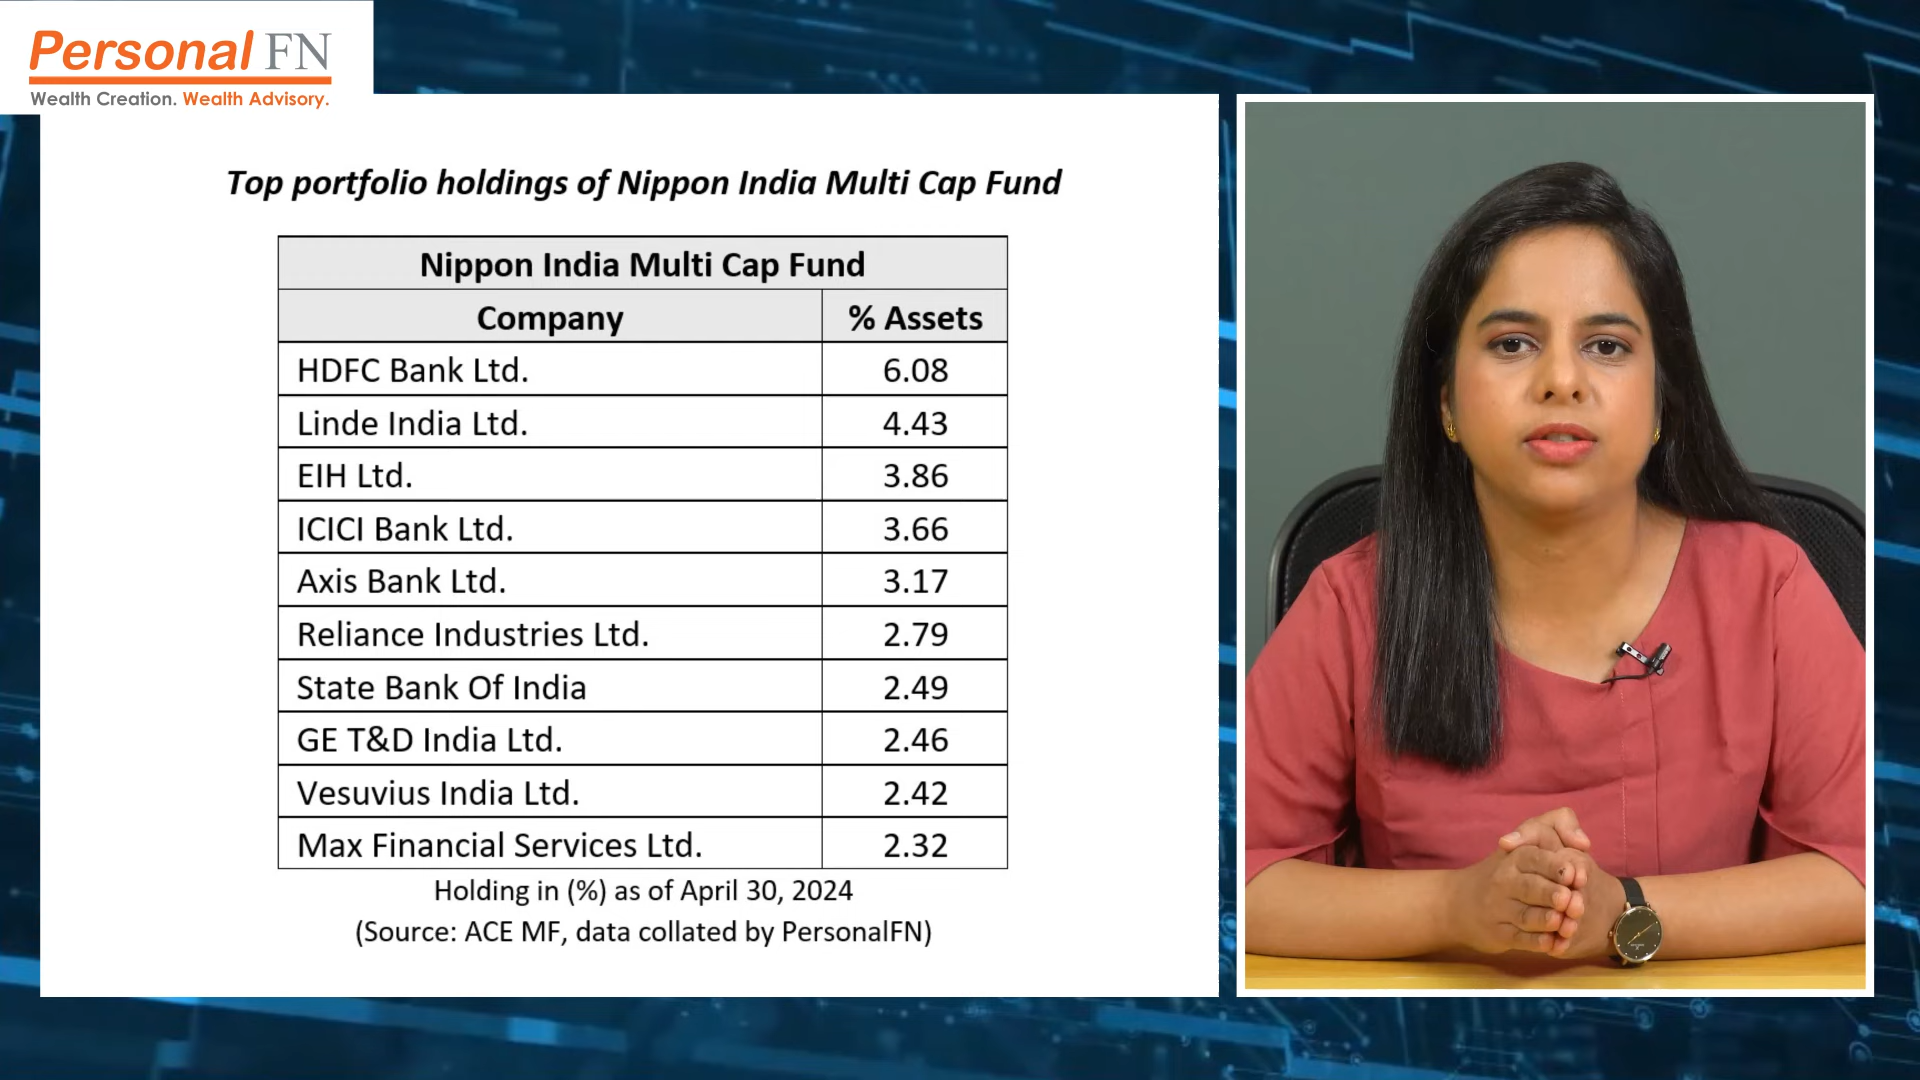 Personal FN
Wealth Creation. Wealth Advisory.
Top portfolio holdings of Nippon India Multi Cap Fund
Nippon India Multi Cap Fund
Company % Assets
HDFC Bank Ltd. 6.08
Linde India Ltd. 4.43
EIH Ltd. 3.86
ICICI Bank Ltd. 3.66
Axis Bank Ltd. 3.17
Reliance Industries Ltd. 2.79
State Bank Of India 2.49
GE T&D India Ltd. 2.46
Vesuvius India Ltd. 2.42
Max Financial Services Ltd. 2.32
Holding in (%) as of April 30, 2024
(Source: ACE MF, data collated by PersonalFN)